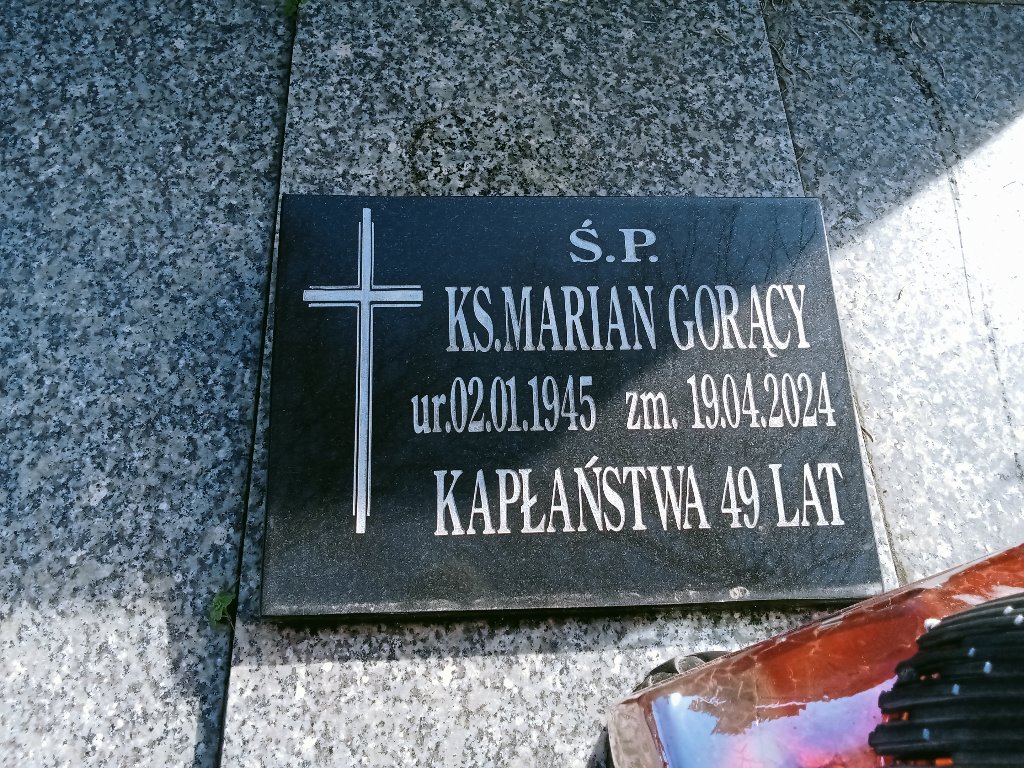 Ś.P.
KS.MARIAN GORĄCY
ur.02.01.1945 zm. 19.04.2024
KAPŁAŃSTWA 49 LAT